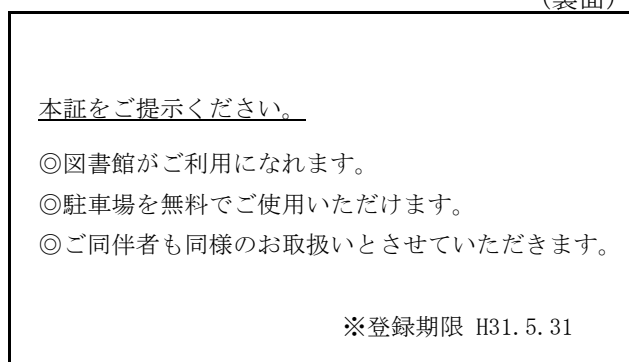 (裏面)
本証をご提示ください。
◎図書館がご利用になれます。
◎駐車場を無料でご使用いただけます。
◎ご同伴者も同様のお取扱いとさせていただきます。
※登録期限 H31.5.31